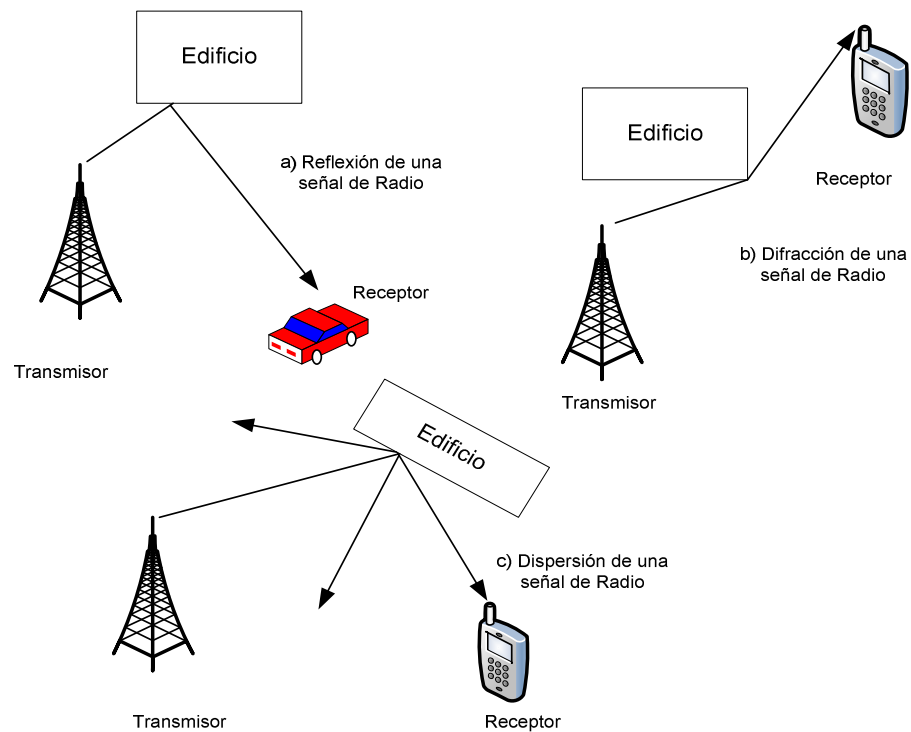 Edificio
a) Reflexión de una
señal de Radio
Receptor
Transmisor
Edificio
Receptor
b) Difracción de una
señal de Radio
Transmisor
Edificio
c) Dispersión de una
señal de Radio
Transmisor
Receptor